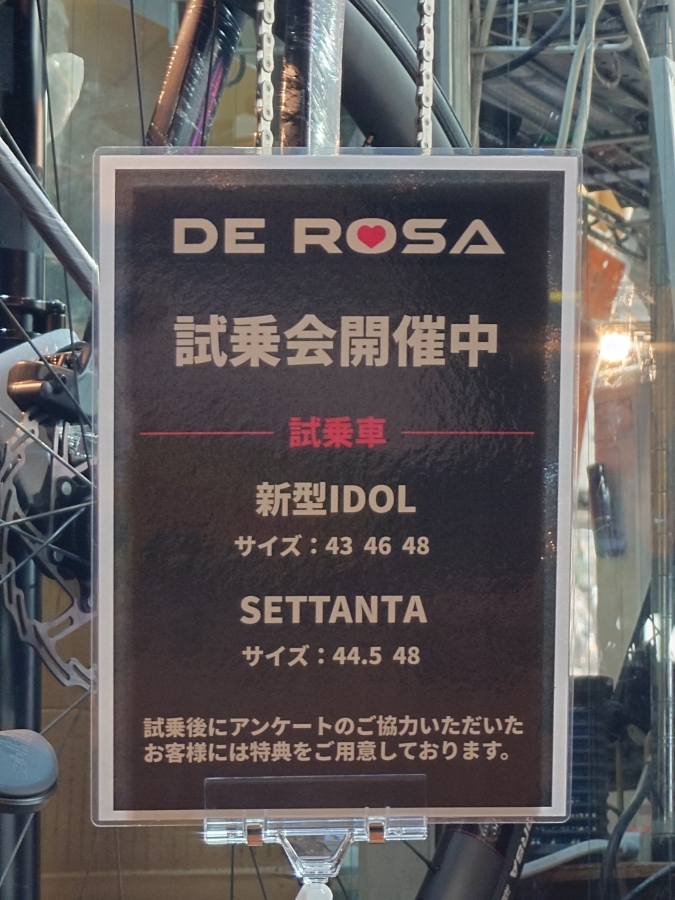 DE ROSA
試乗会開催中
試乗車
新型IDOL
サイズ：43 46 48
SETTANTA
サイズ：44.5 48
試乗後にアンケートのご協力いただいた
お客様には特典をご用意しております。